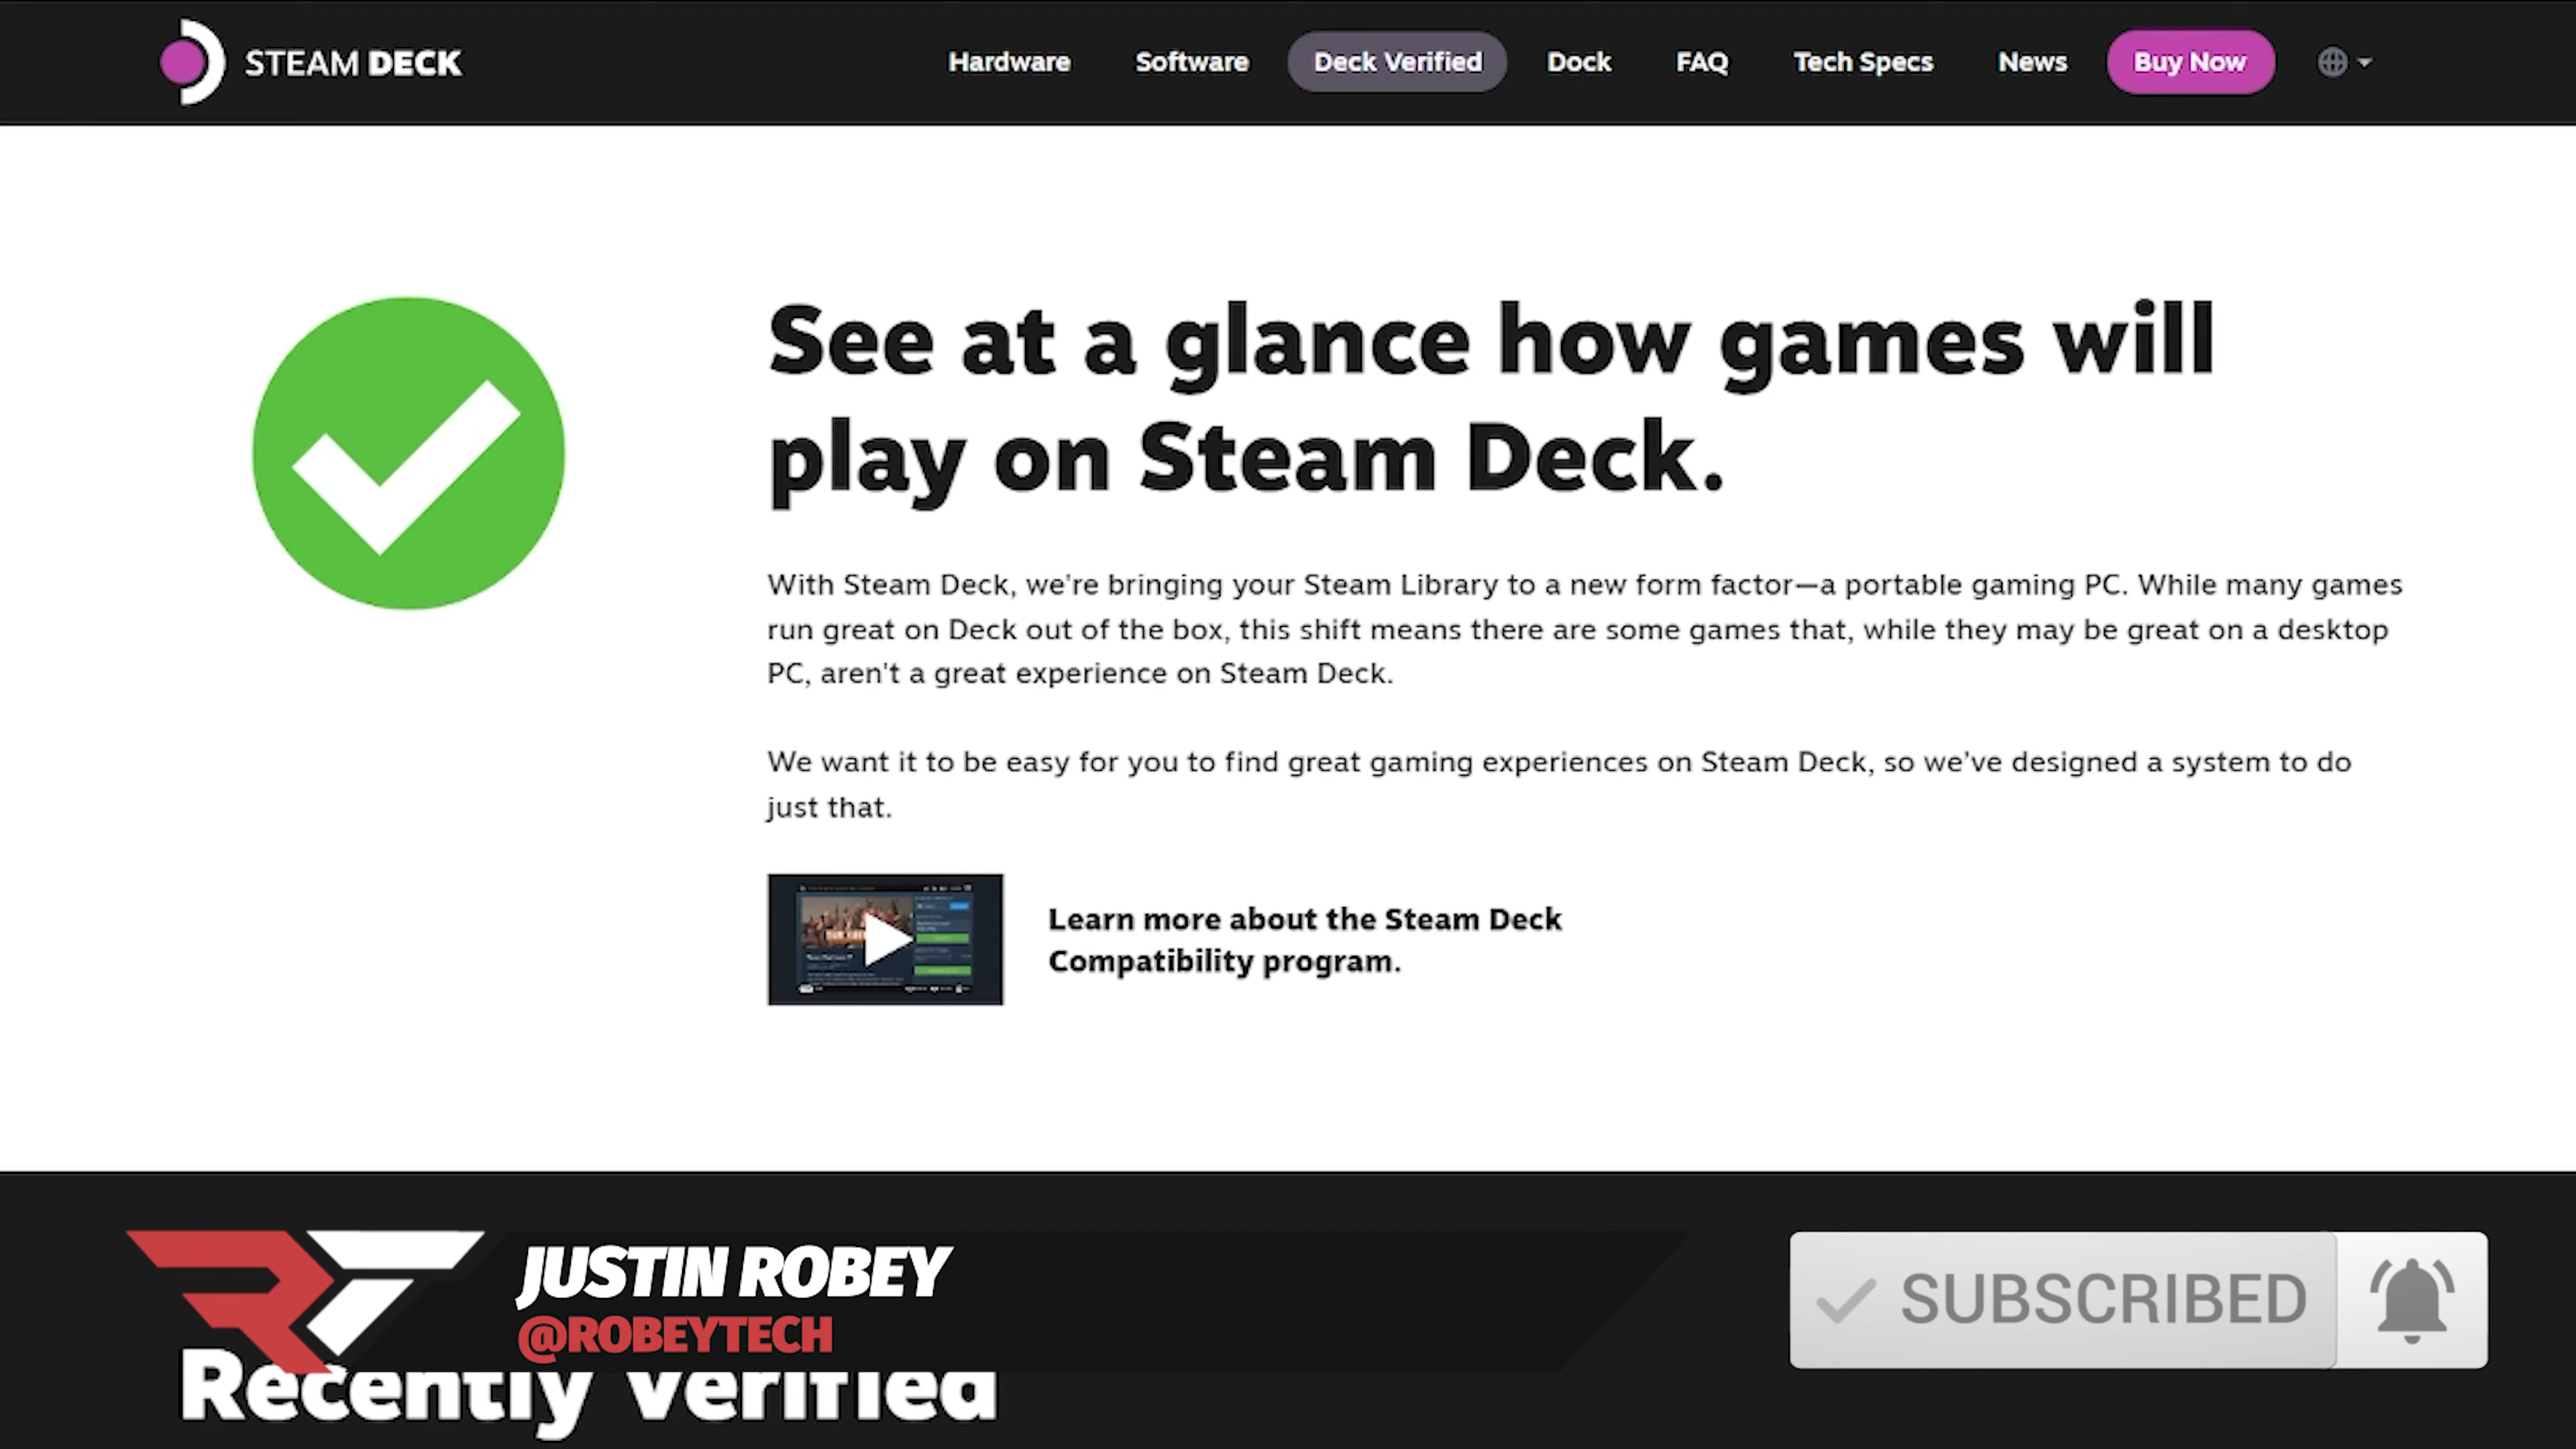 STEAM DECK
Hardware
Software
Deck Verified
Dock
FAQ
Tech Specs
News
Buy Now
See at a glance how games will
play on Steam Deck.
With Steam Deck, we're bringing your Steam Library to a new form factor—a portable gaming PC. While many games
run great on Deck out of the box, this shift means there are some games that, while they may be great on a desktop
PC, aren't a great experience on Steam Deck.
We want it to be easy for you to find great gaming experiences on Steam Deck, so we've designed a system to do
just that.
Learn more about the Steam Deck
Compatibility program.
RT
JUSTIN ROBEY
@ROBEYTECH
SUBSCRIBED
Recently Verified